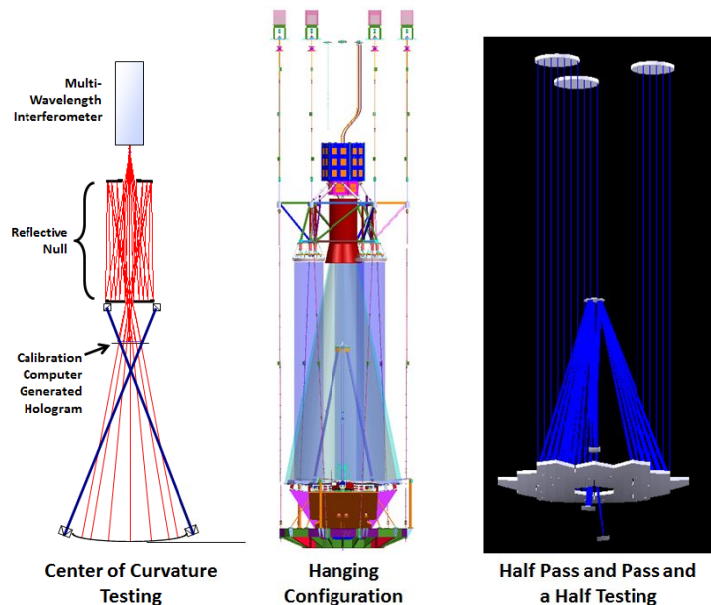 Multi-
Wavelength
Interferometer
Reflective
Null
Calibration
Computer
Generated
Hologram
Center of Curvature
Testing
Hanging
Configuration
Half Pass and Pass and
a Half Testing